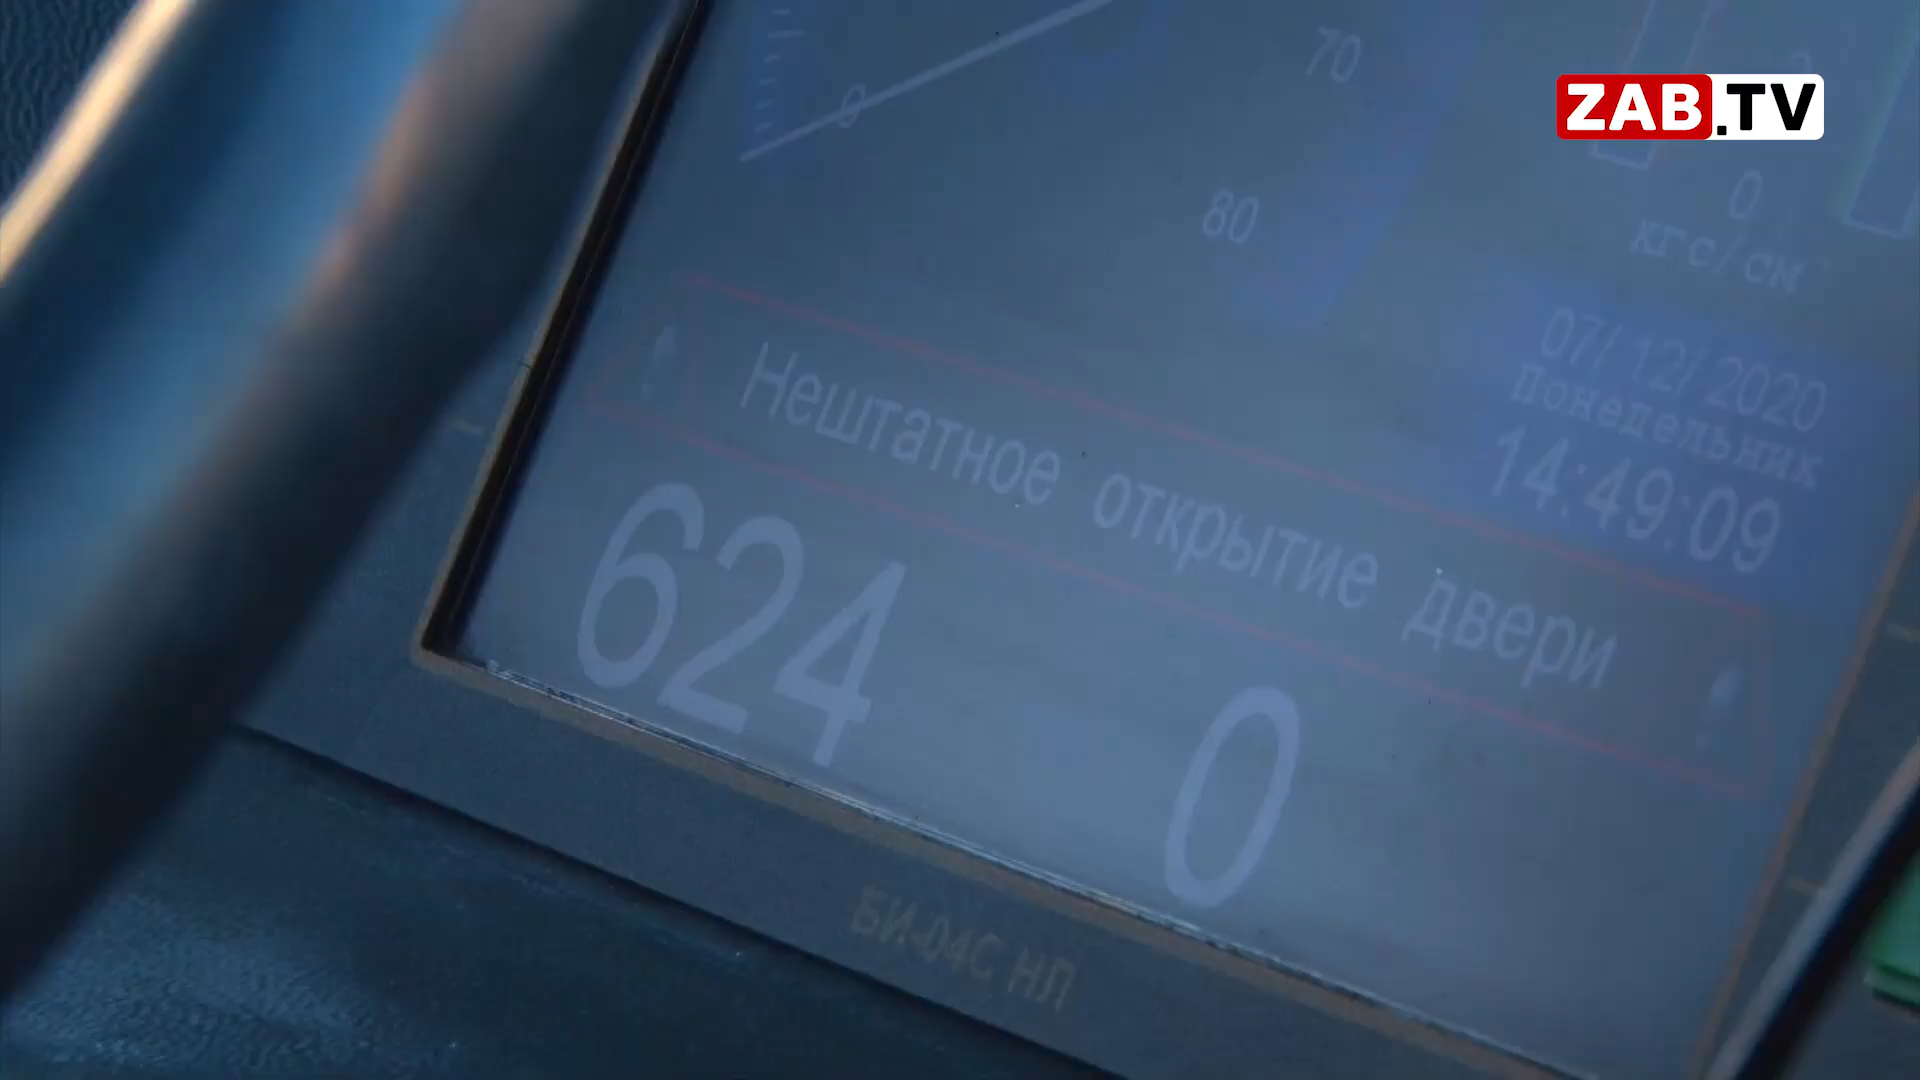 ZAB.TV
0
70
80
0
кгс/см
07/12/2020
Понедельник
14:49:09
Нештатное открытие двери
624 0
БИ-04С НЛ